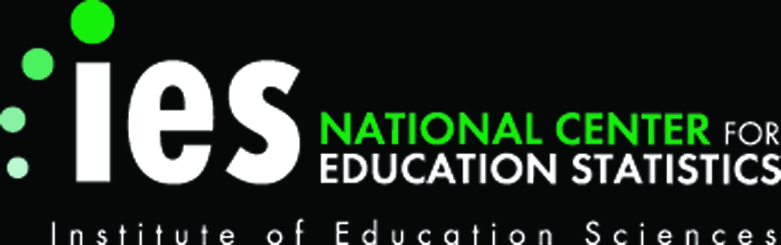 ies
NATIONAL CENTER FOR
EDUCATION STATISTICS
Institute of Education Sciences